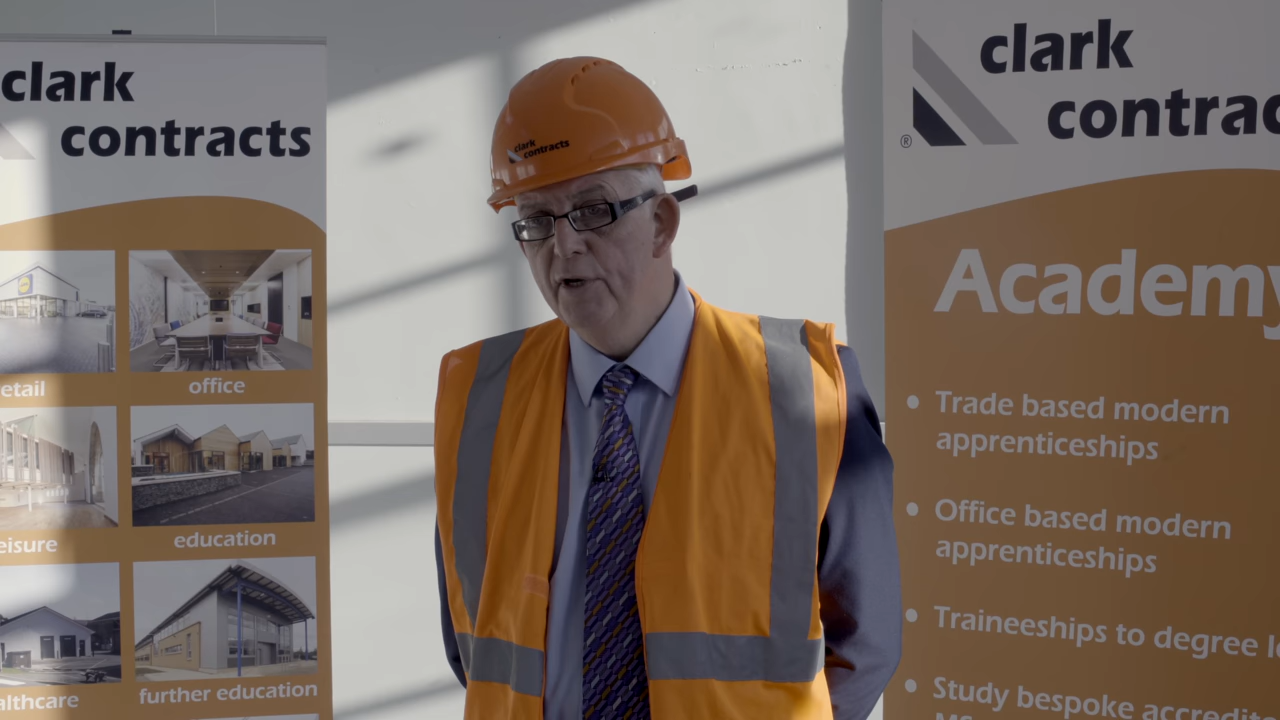 clark
contracts
etail
office
eisure
education
althcare
further education
clark
contracts
clark
contrac
®
Academy
• Trade based modern
apprenticeships
• Office based modern
apprenticeships
• Traineeships to degree l
• Study bespoke accredit